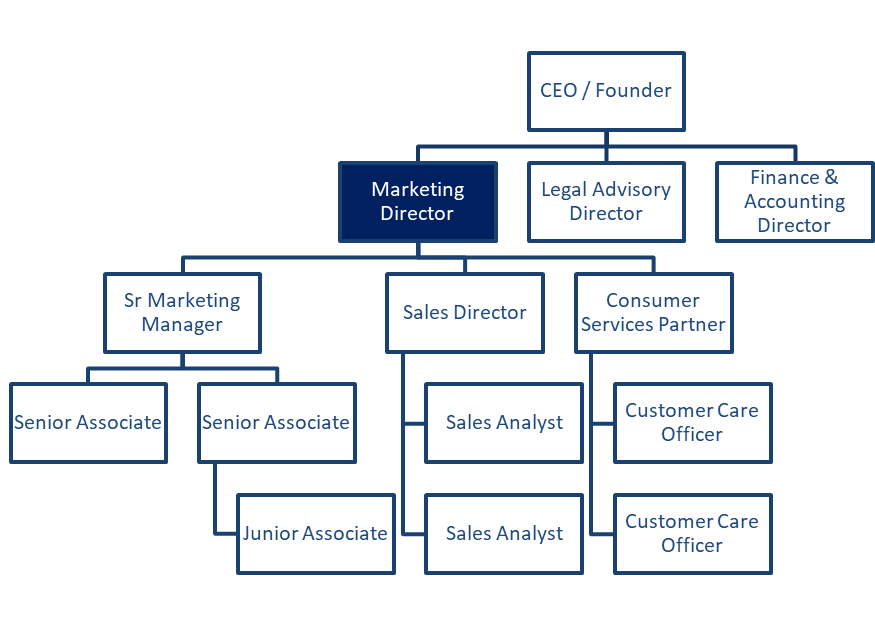 CEO / Founder
Marketing
Director
Legal Advisory
Director
Finance &
Accounting
Director
Sr Marketing
Manager
Sales Director
Consumer
Services Partner
Senior Associate
Senior Associate
Sales Analyst
Customer Care
Officer
Junior Associate
Sales Analyst
Customer Care
Officer